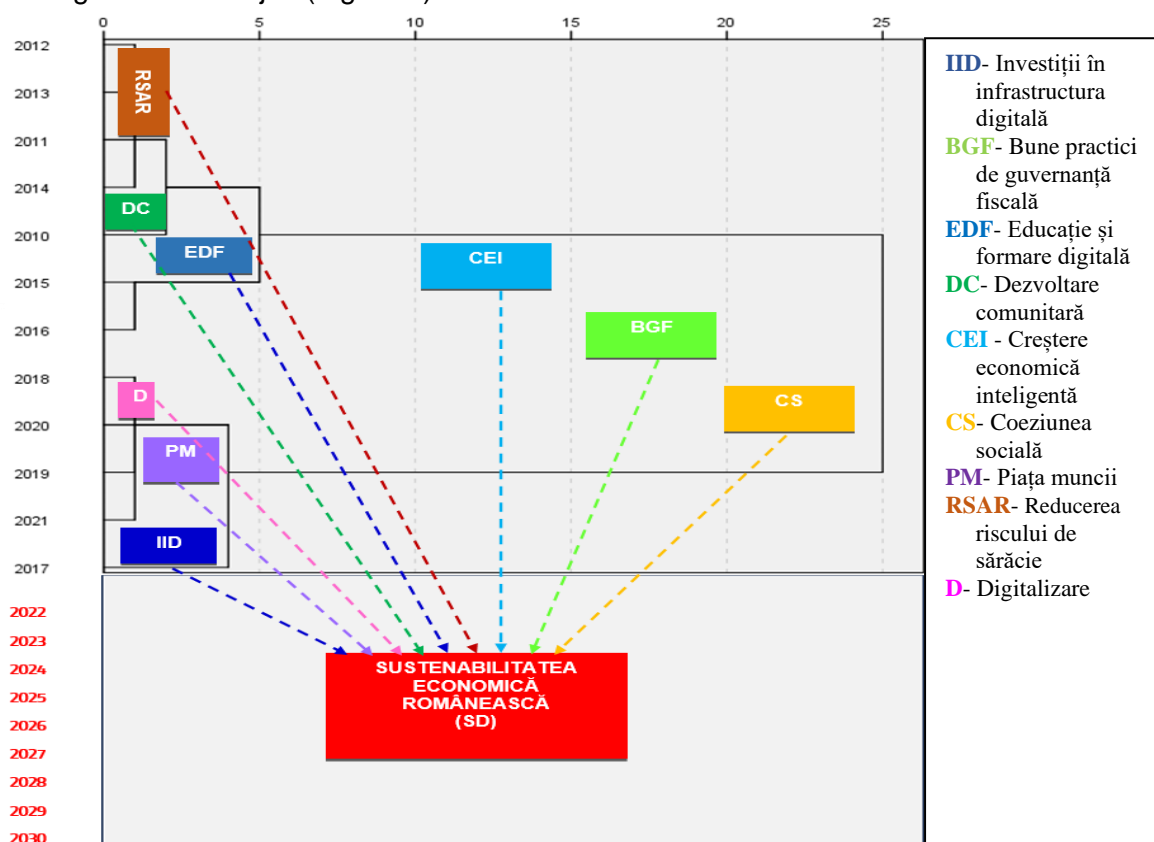 0 5 10 15 20 25
2012
2013
2011
2014
2010
2015
2016
2018
2020
2019
2021
2017
2022
2023
2024
2025
2026
2027
2028
2029
2030
RSAR
DC
EDF
CEI
BGF
D
CS
PM
IID
SUSTENABILITATEA
ECONOMICĂ
ROMÂNEASCĂ
(SD)
IID- Investiții în
infrastructura
digitală
BGF- Bune practici
de guvernanță
fiscală
EDF- Educație și
formare digitală
DC- Dezvoltare
comunitară
CEI - Creștere
economică
inteligentă
CS- Coeziunea
socială
PM- Piața muncii
RSAR- Reducerea
riscului de
sărăcie
D- Digitalizare